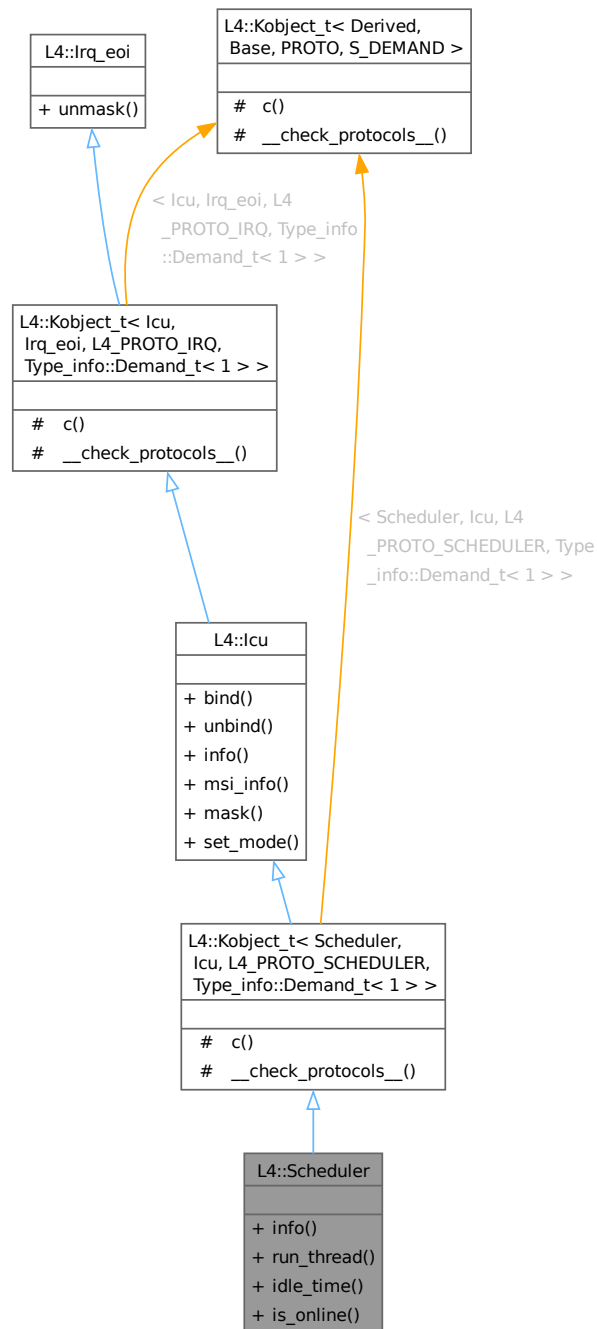 L4::Irq_eoi
+ unmask()
L4::Kobject_t< Derived,
Base, PROTO, S_DEMAND >
# c()
# __check_protocols__()
< Icu, Irq_eoi, L4
_PROTO_IRQ, Type_info
::Demand_t< 1 > >
L4::Kobject_t< Icu,
Irq_eoi, L4_PROTO_IRQ,
Type_info::Demand_t< 1 > >
# c()
# __check_protocols__()
< Scheduler, Icu, L4
_PROTO_SCHEDULER, Type
_info::Demand_t< 1 > >
L4::Icu
+ bind()
+ unbind()
+ info()
+ msi_info()
+ mask()
+ set_mode()
L4::Kobject_t< Scheduler,
Icu, L4_PROTO_SCHEDULER,
Type_info::Demand_t< 1 > >
# c()
# __check_protocols__()
L4::Scheduler
+ info()
+ run_thread()
+ idle_time()
+ is_online()